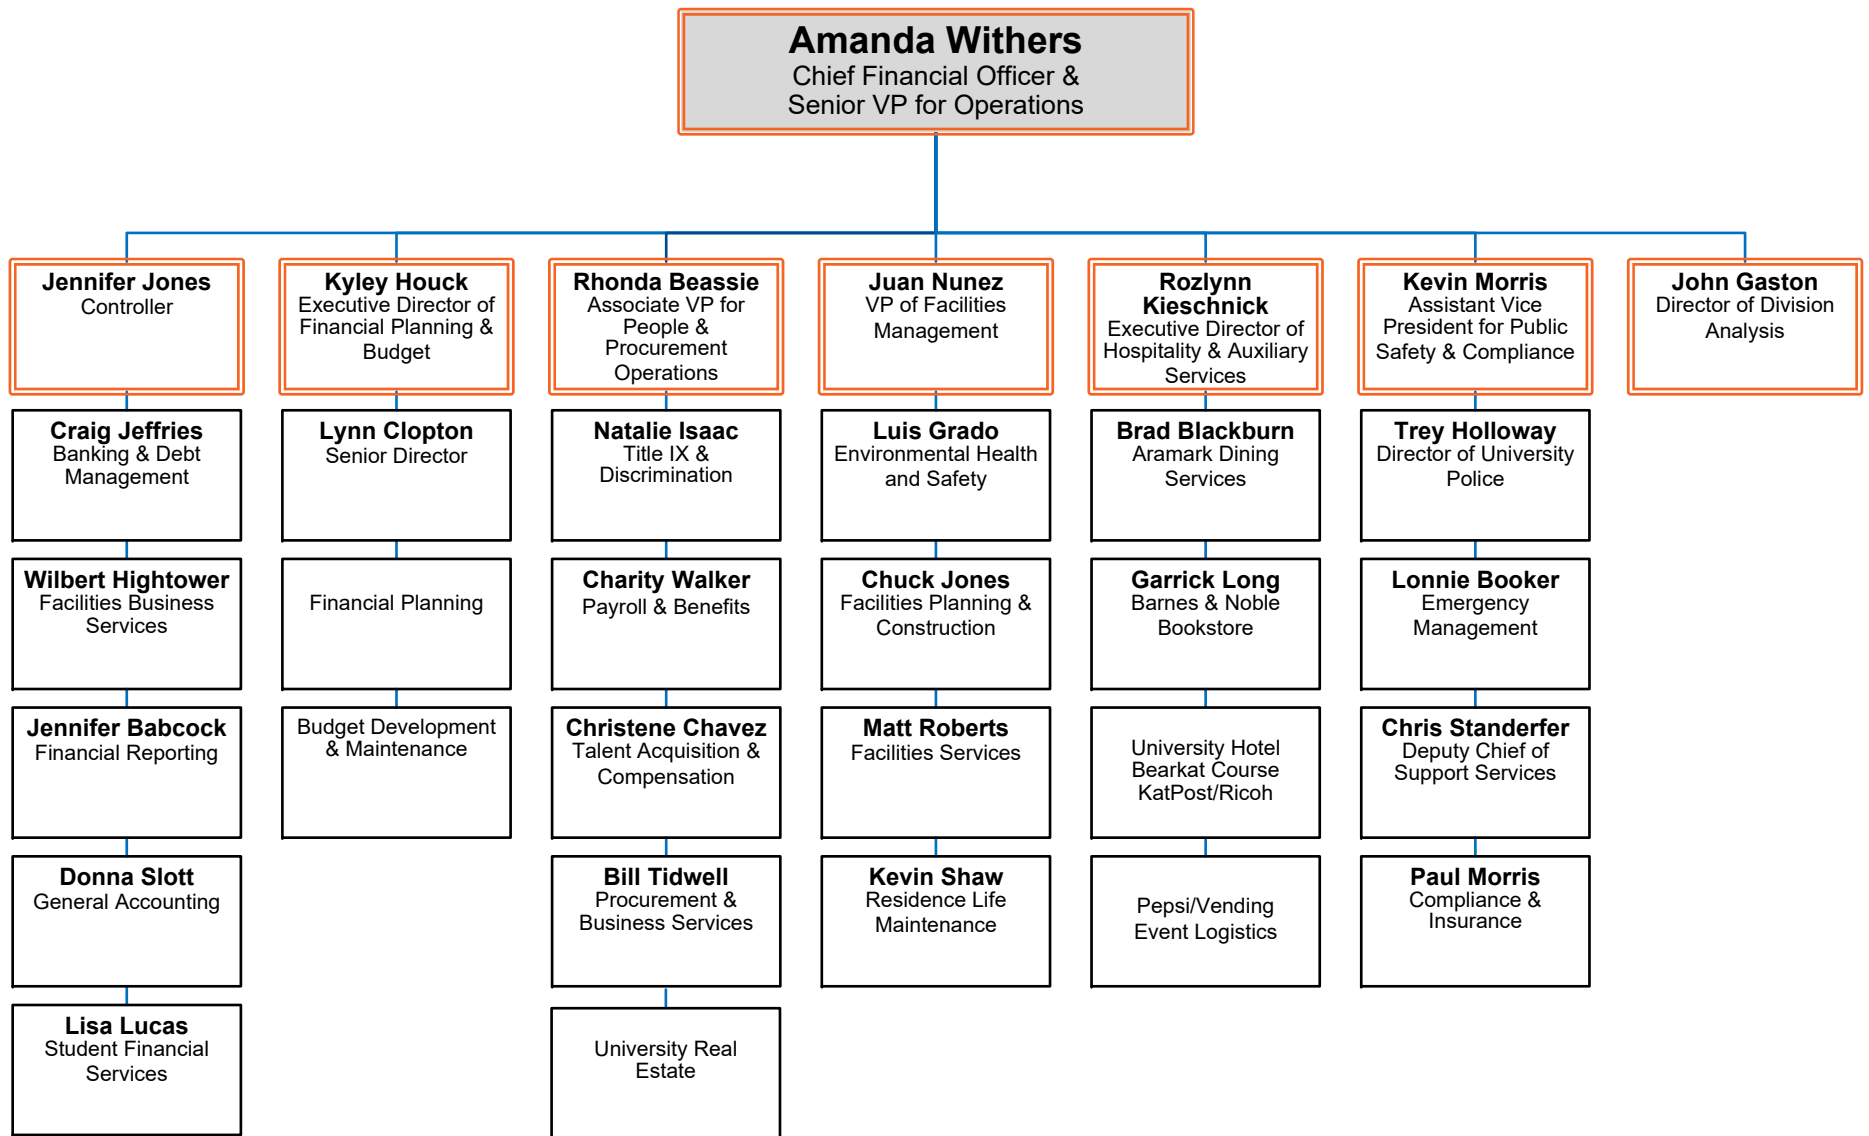 Amanda Withers
Chief Financial Officer &
Senior VP for Operations
Jennifer Jones
Controller
Kyley Houck
Executive Director of
Financial Planning &
Budget
Rhonda Beassie
Associate VP for
People &
Procurement
Operations
Juan Nunez
VP of Facilities
Management
Rozlynn
Kieschnick
Executive Director of
Hospitality & Auxiliary
Services
Kevin Morris
Assistant Vice
President for Public
Safety & Compliance
John Gaston
Director of Division
Analysis
Craig Jeffries
Banking & Debt
Management
Lynn Clopton
Senior Director
Natalie Isaac
Title IX &
Discrimination
Luis Grado
Environmental Health
and Safety
Brad Blackburn
Aramark Dining
Services
Trey Holloway
Director of University
Police
Wilbert Hightower
Facilities Business
Services
Financial Planning
Charity Walker
Payroll & Benefits
Chuck Jones
Facilities Planning &
Construction
Garrick Long
Barnes & Noble
Bookstore
Lonnie Booker
Emergency
Management
Jennifer Babcock
Financial Reporting
Budget Development
& Maintenance
Christene Chavez
Talent Acquisition &
Compensation
Matt Roberts
Facilities Services
University Hotel
Bearkat Course
KatPost/Ricoh
Chris Standerfer
Deputy Chief of
Support Services
Donna Slott
General Accounting
Bill Tidwell
Procurement &
Business Services
Kevin Shaw
Residence Life
Maintenance
Pepsi/Vending
Event Logistics
Paul Morris
Compliance &
Insurance
Lisa Lucas
Student Financial
Services
University Real
Estate